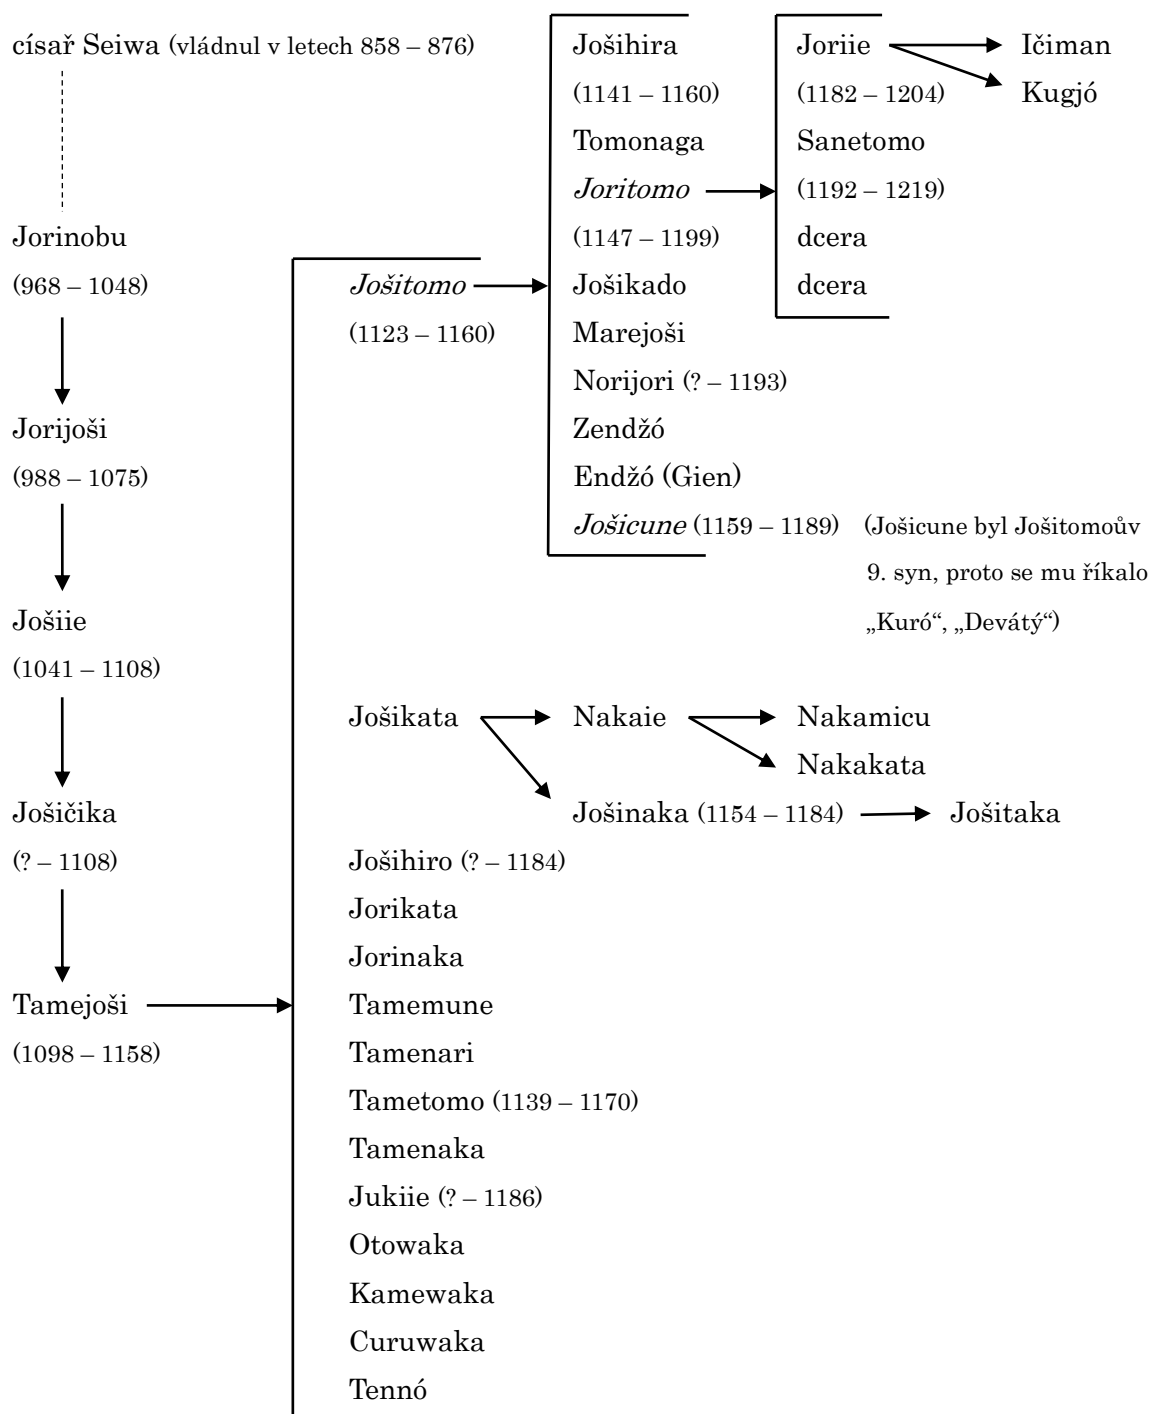 císař Seiwa (vládnul v letech 858 – 876)
Jorinobu
(968 – 1048)
Jorijoši
(988 – 1075)
Jošiie
(1041 – 1108)
Jošičika
(? – 1108)
Tamejoši
(1098 – 1158)
Jošitomo
(1123 – 1160)
Jošihira
(1141 – 1160)
Tomonaga
Joritomo
(1147 – 1199)
Jošikado
Marejoši
Norijori (? – 1193)
Zendžó
Endžó (Gien)
Jošicune (1159 – 1189)
(Jošicune byl Jošitomoův
9. syn, proto se mu říkalo
„Kuró“, „Devátý“)
Joriie
(1182 – 1204)
Sanetomo
(1192 – 1219)
dcera
dcera
Ičiman
Kugjó
Jošikata
Nakaie
Nakamicu
Nakakata
Jošinaka (1154 – 1184)
Jošitaka
Jošihiro (? – 1184)
Jorikata
Jorinaka
Tamemune
Tamenari
Tametomo (1139 – 1170)
Tamenaka
Jukiie (? – 1186)
Otowaka
Kamewaka
Curuwaka
Tennó